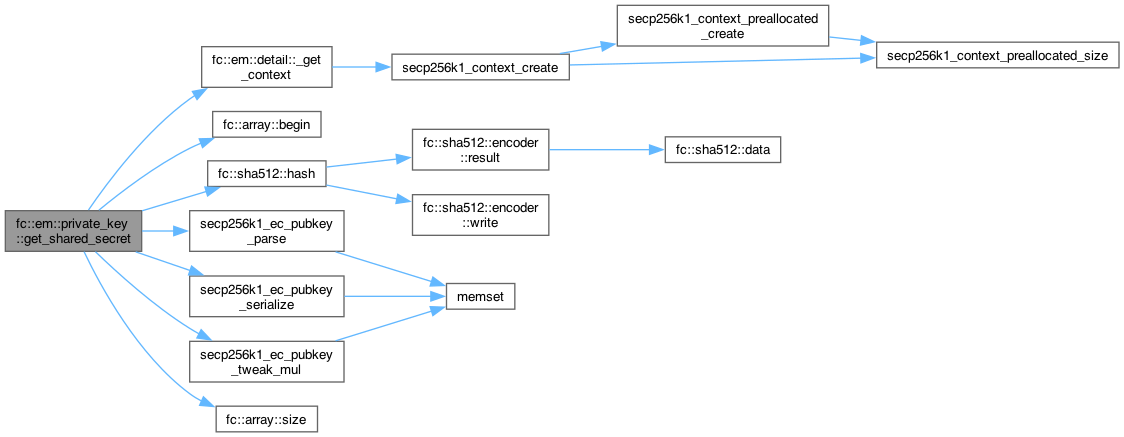 fc::em::private_key
::get_shared_secret
fc::em::detail::_get
_context
secp256k1_context_create
secp256k1_context_preallocated
_create
secp256k1_context_preallocated_size
fc::array::begin
fc::sha512::hash
fc::sha512::encoder
::result
fc::sha512::data
fc::sha512::encoder
::write
secp256k1_ec_pubkey
_parse
secp256k1_ec_pubkey
_serialize
memset
secp256k1_ec_pubkey
_tweak_mul
fc::array::size